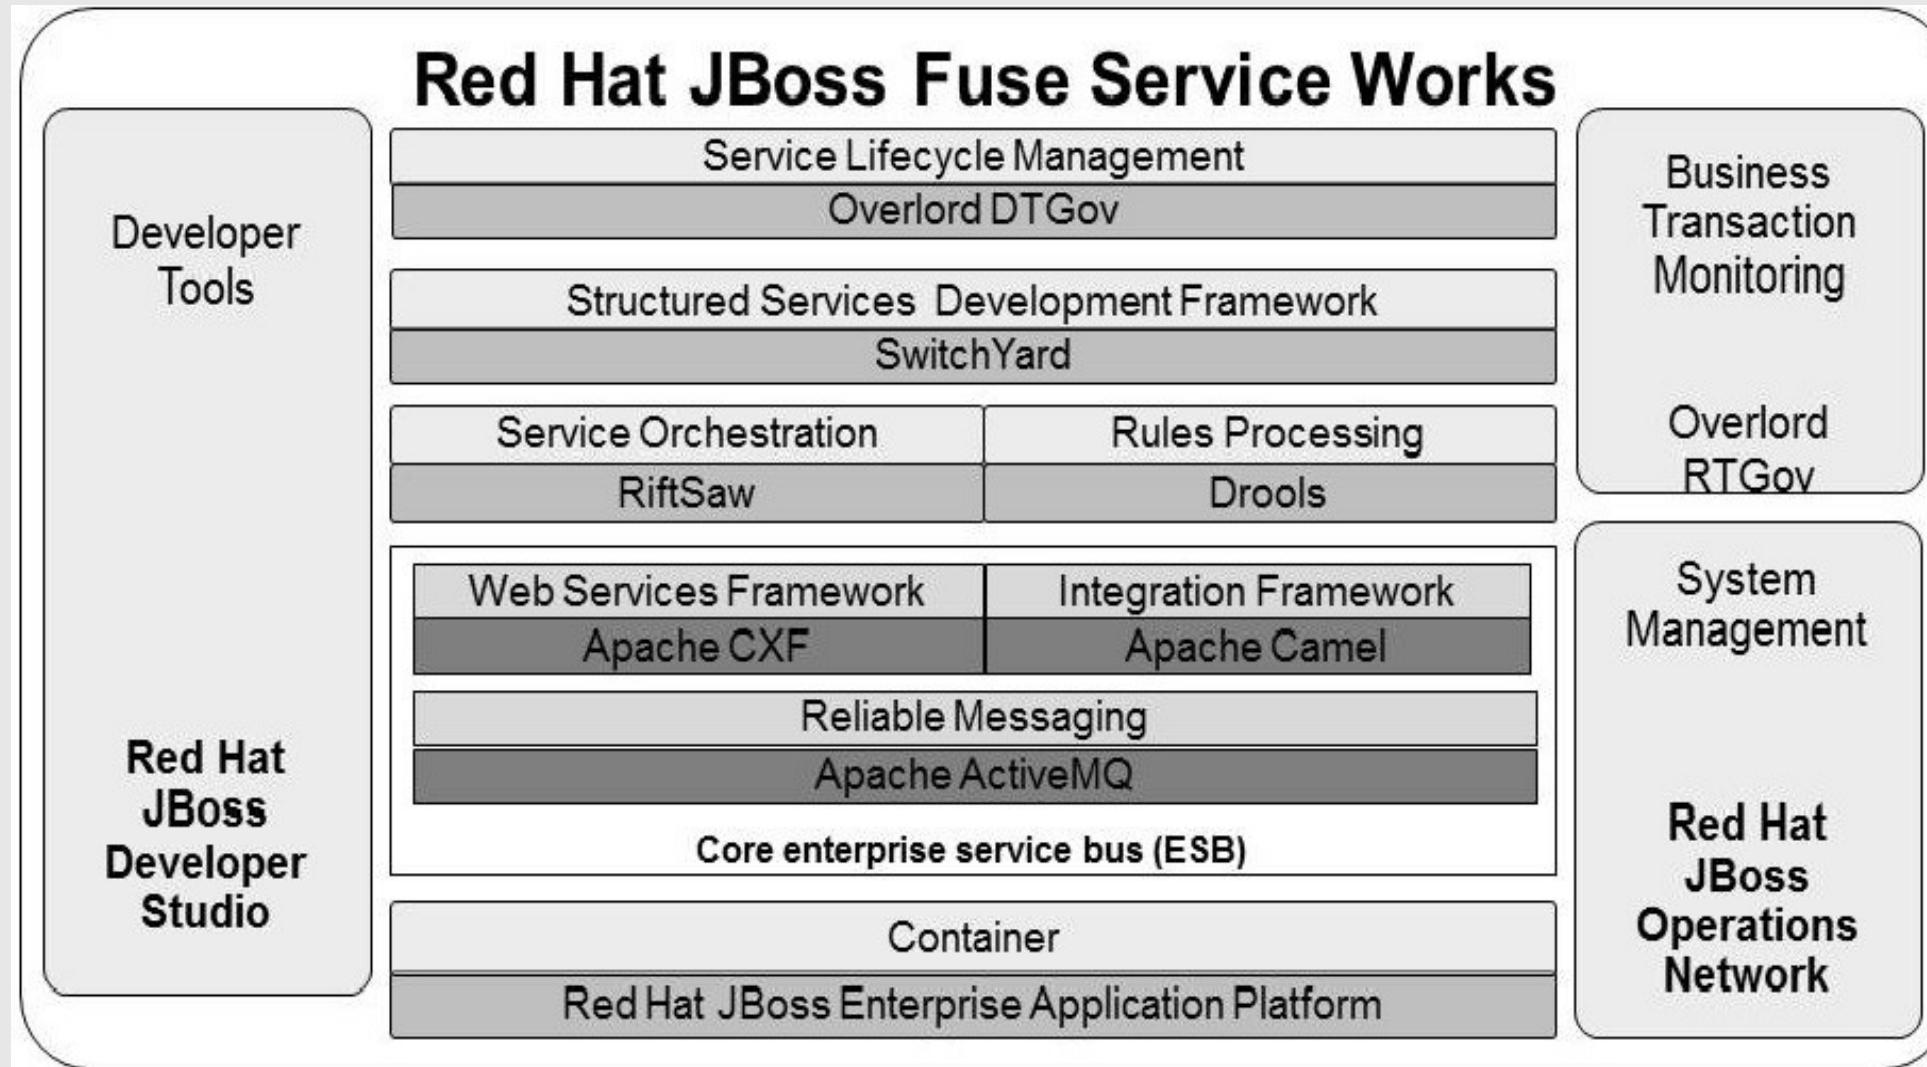 Red Hat JBoss Fuse Service Works
Developer
Tools
Red Hat
JBoss
Developer
Studio
Service Lifecycle Management
Overlord DTGov
Structured Services Development Framework
SwitchYard
Service Orchestration
RiftSaw
Rules Processing
Drools
Web Services Framework
Apache CXF
Integration Framework
Apache Camel
Reliable Messaging
Apache ActiveMQ
Core enterprise service bus (ESB)
Container
Red Hat JBoss Enterprise Application Platform
Business
Transaction
Monitoring
Overlord
RTGov
System
Management
Red Hat
JBoss
Operations
Network